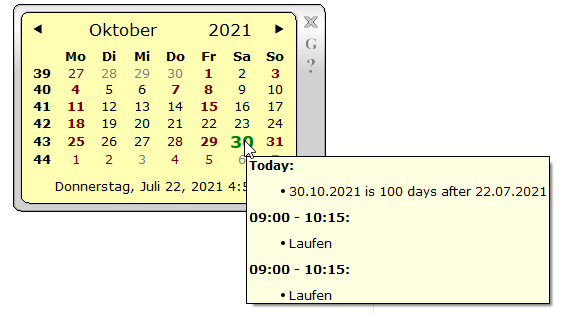 Oktober 2021
Mo Di Mi Do Fr Sa So
39 27 28 29 30 1 2 3
40 4 5 6 7 8 9 10
41 11 12 13 14 15 16 17
42 18 19 20 21 22 23 24
43 25 26 27 28 29 30 31
44 1 2 3 4 5 6
Donnerstag, Juli 22, 2021 4:5
X
G
?
Today:
• 30.10.2021 is 100 days after 22.07.2021
09:00 - 10:15:
• Laufen
09:00 - 10:15:
• Laufen